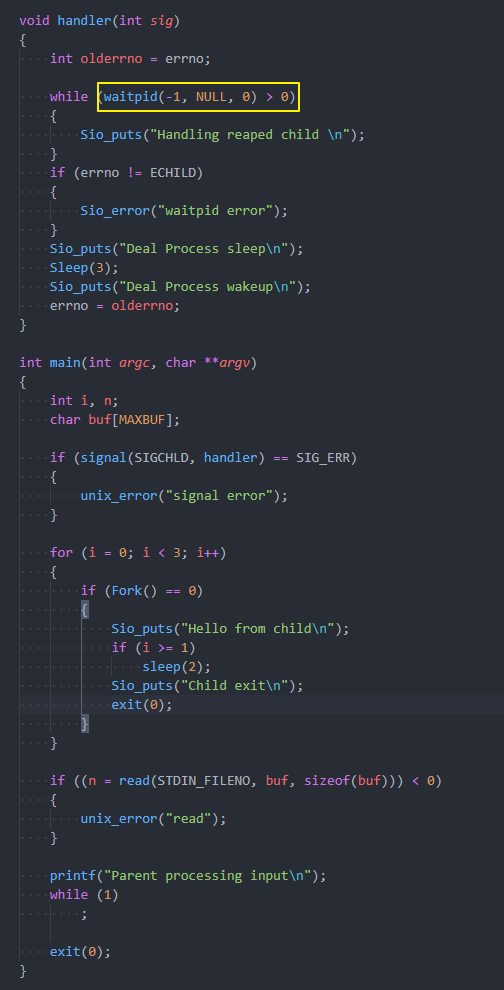 void handler(int sig)
{
    int olderrno = errno;

    while (waitpid(-1, NULL, 0) > 0)
    {
        Sio_puts("Handling reaped child \n");
    }
    if (errno != ECHILD)
    {
        Sio_error("waitpid error");
    }
    Sio_puts("Deal Process sleep\n");
    Sleep(3);
    Sio_puts("Deal Process wakeup\n");
    errno = olderrno;
}

int main(int argc, char **argv)
{
    int i, n;
    char buf[MAXBUF];

    if (signal(SIGCHLD, handler) == SIG_ERR)
    {
        unix_error("signal error");
    }

    for (i = 0; i < 3; i++)
    {
        if (Fork() == 0)
        {
            Sio_puts("Hello from child\n");
            if (i >= 1)
                sleep(2);
            Sio_puts("Child exit\n");
            exit(0);
        }
    }

    if ((n = read(STDIN_FILENO, buf, sizeof(buf))) < 0)
    {
        unix_error("read");
    }

    printf("Parent processing input\n");
    while (1)
        ;

    exit(0);
}